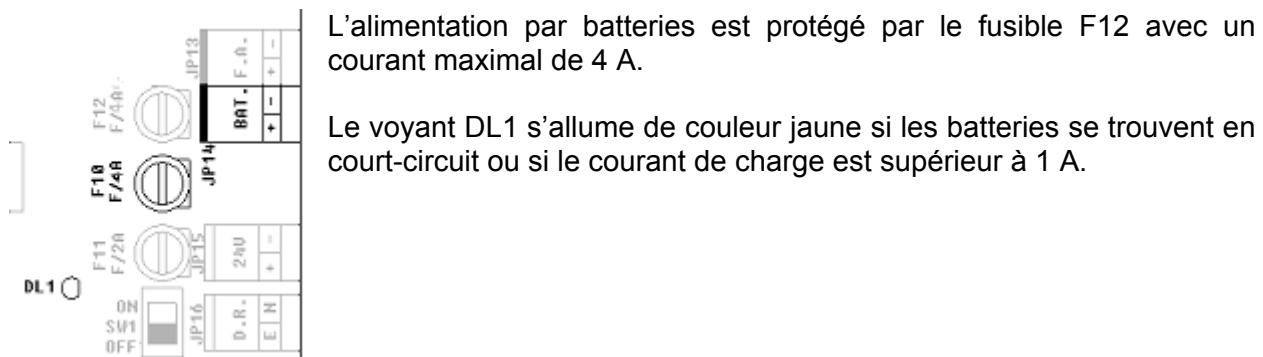 L’alimentation par batteries est protégé par le fusible F12 avec un
courant maximal de 4 A.
Le voyant DL1 s’allume de couleur jaune si les batteries se trouvent en
court-circuit ou si le courant de charge est supérieur à 1 A.
JP13
F.A.
+ -
F12
F/4A
BAT.
+ -
JP14
F10
F/4A
F11
F/2A
JP15
24V
+ -
DL1
ON
SW1
OFF
JP16
D.R.
E N